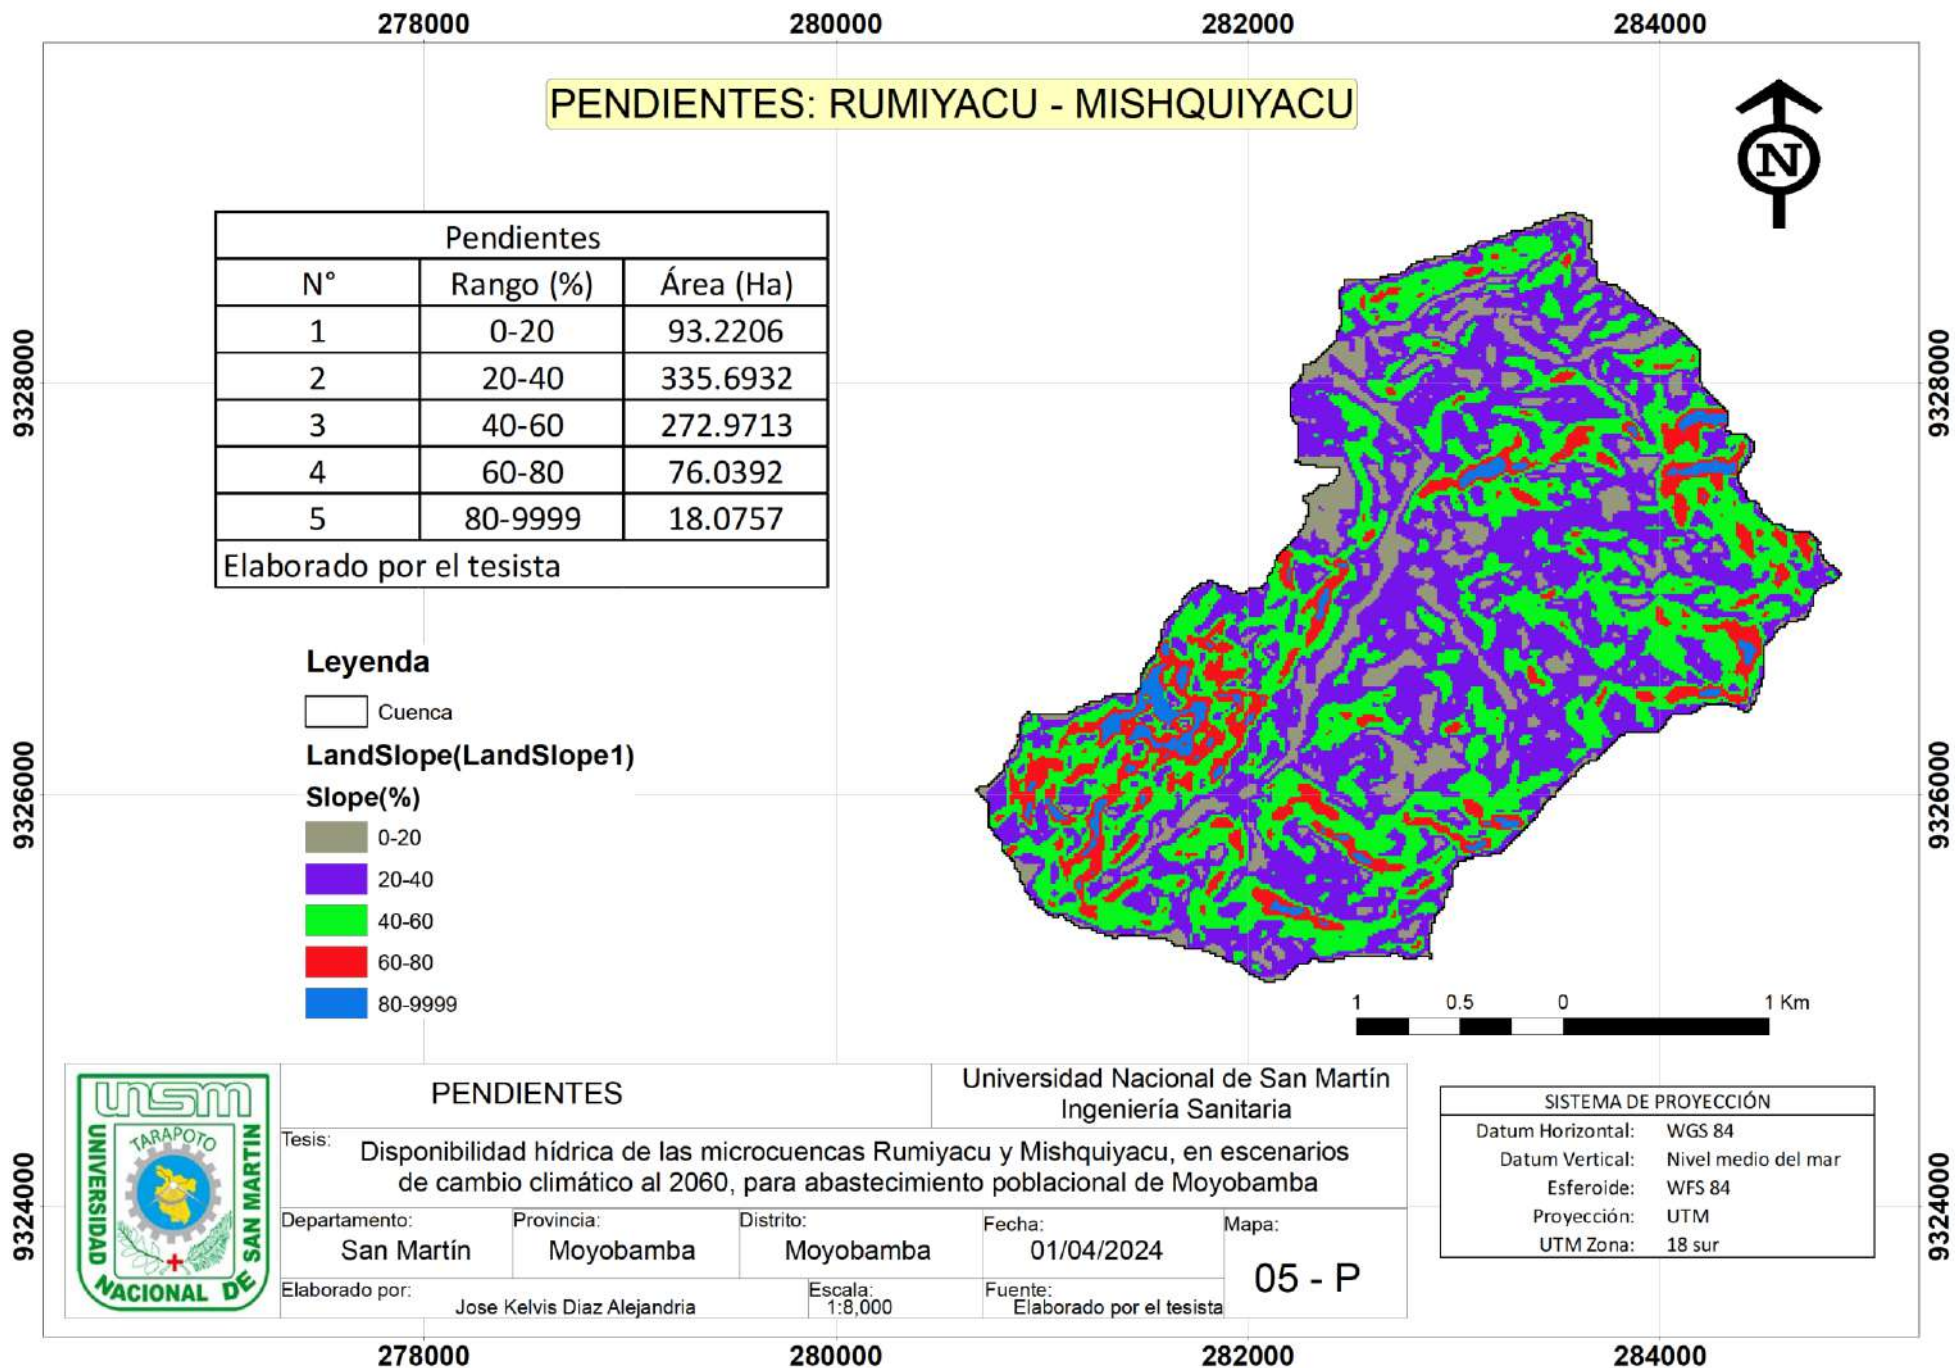 278000 280000 282000 284000
PENDIENTES: RUMIYACU - MISHQUIYACU
N
Pendientes
N° Rango (%) Área (Ha)
1 0-20 93.2206
2 20-40 335.6932
3 40-60 272.9713
4 60-80 76.0392
5 80-9999 18.0757
Elaborado por el tesista
9328000 9328000
Leyenda
Cuenca
LandSlope(LandSlope1)
Slope(%)
0-20
20-40
40-60
60-80
80-9999
9326000 9326000
1 0.5 0 1 Km
unsm
TARAPOTO
UNIVERSIDAD
NACIONAL DE
SAN MARTIN
PENDIENTES
Universidad Nacional de San Martín
Ingeniería Sanitaria
Tesis: Disponibilidad hídrica de las microcuencas Rumiyacu y Mishquiyacu, en escenarios
de cambio climático al 2060, para abastecimiento poblacional de Moyobamba
Departamento: Provincia: Distrito: Fecha: Mapa:
San Martín Moyobamba Moyobamba 01/04/2024
05 - P
Elaborado por: Escala: Fuente:
Jose Kelvis Diaz Alejandria 1:8,000 Elaborado por el tesista
SISTEMA DE PROYECCIÓN
Datum Horizontal: WGS 84
Datum Vertical: Nivel medio del mar
Esferoide: WFS 84
Proyección: UTM
UTM Zona: 18 sur
9324000 9324000
278000 280000 282000 284000